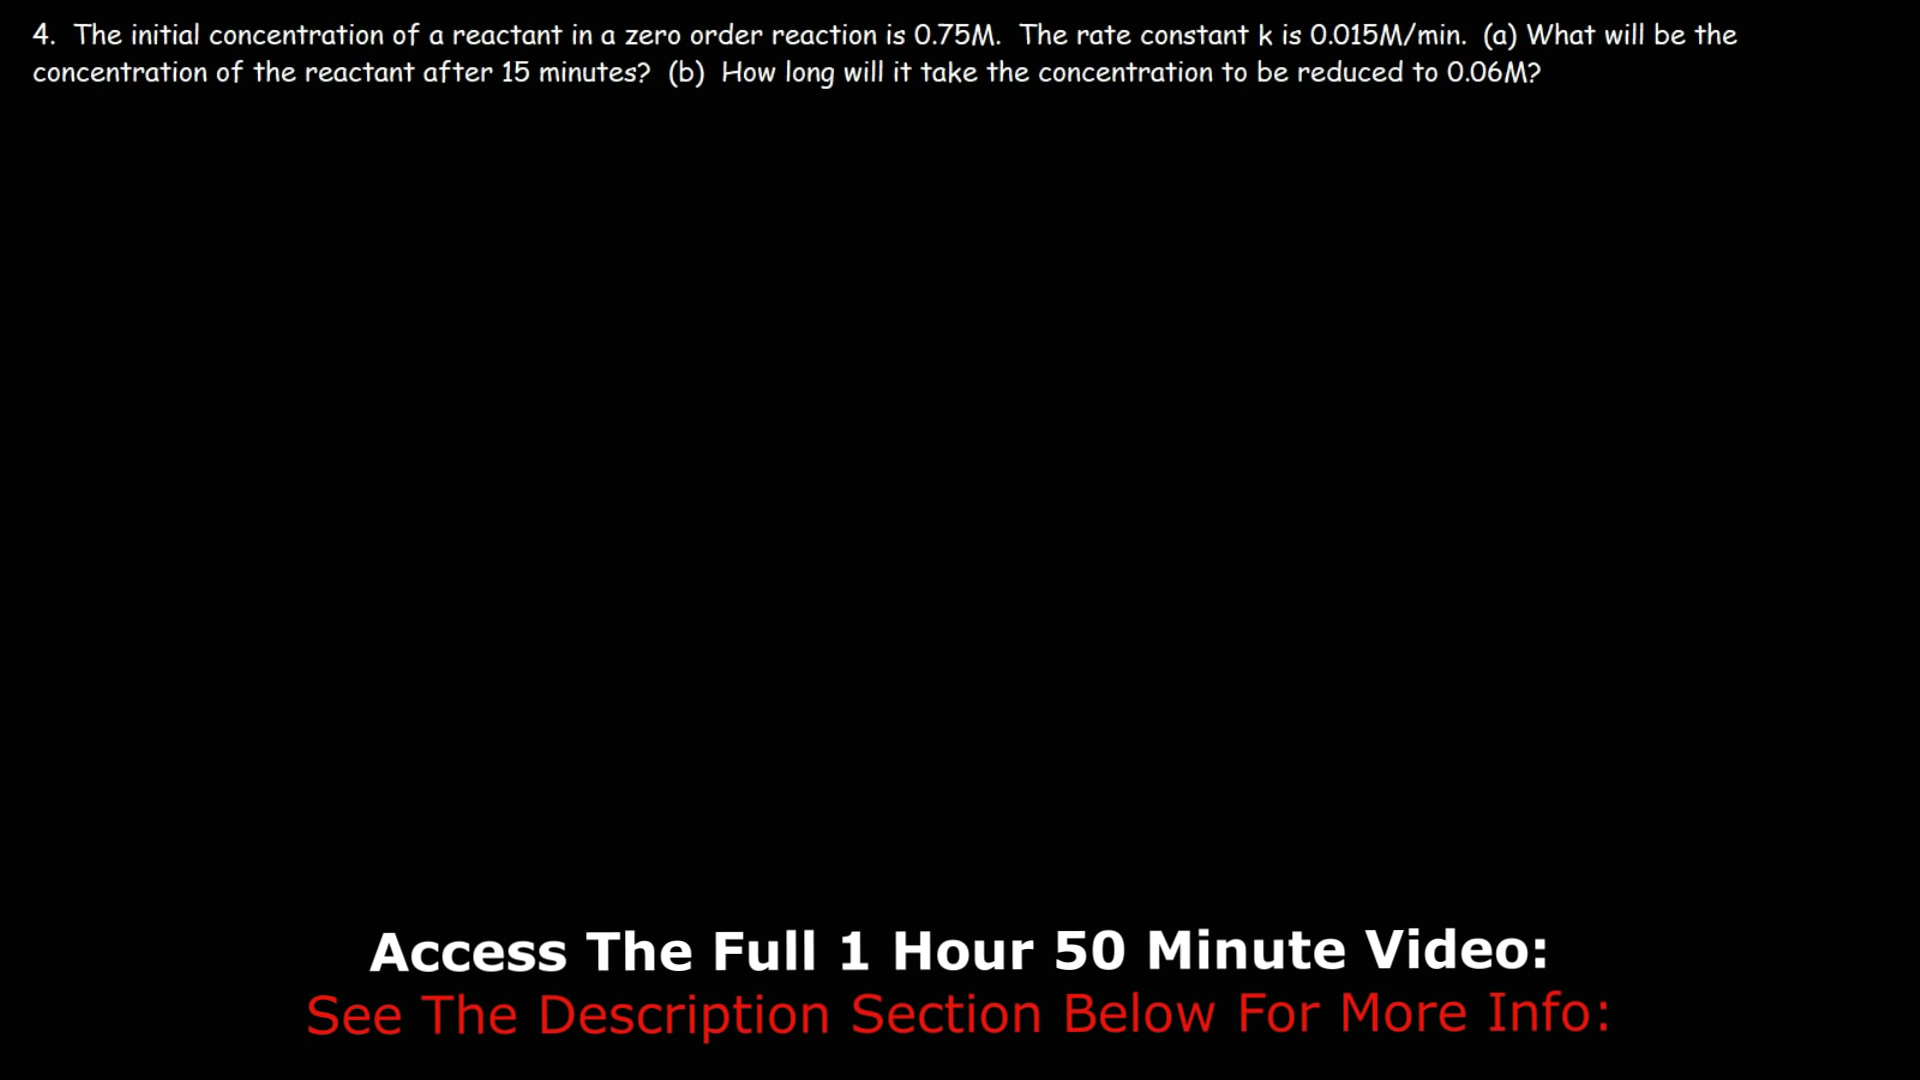 4.  The initial concentration of a reactant in a zero order reaction is 0.75M.  The rate constant k is 0.015M/min.  (a) What will be the
concentration of the reactant after 15 minutes?  (b)  How long will it take the concentration to be reduced to 0.06M?
Access The Full 1 Hour 50 Minute Video:
See The Description Section Below For More Info: